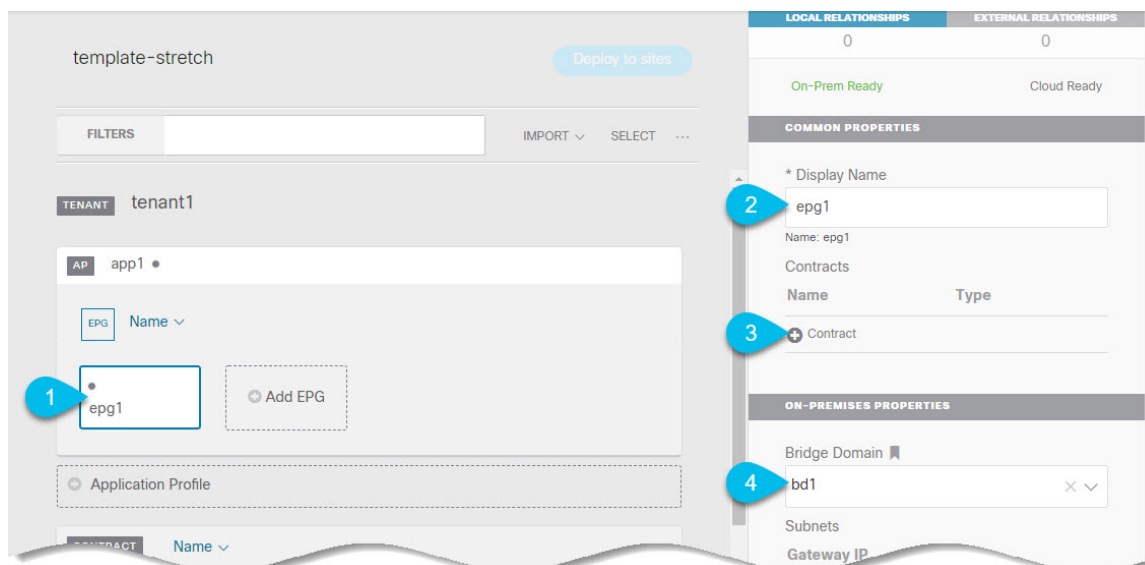 LOCAL RELATIONSHIPS
EXTERNAL RELATIONSHIPS
0
0
template-stretch
Deploy to sites
On-Prem Ready
Cloud Ready
FILTERS
IMPORT
SELECT
...
COMMON PROPERTIES
* Display Name
2
epg1
Name: epg1
TENANT tenant1
AP app1
Contracts
Name
Type
EPG Name
3
Contract
1
epg1
Add EPG
ON-PREMISES PROPERTIES
Bridge Domain
4
bd1
Application Profile
Subnets
CONTRACT Name
Gateway IP